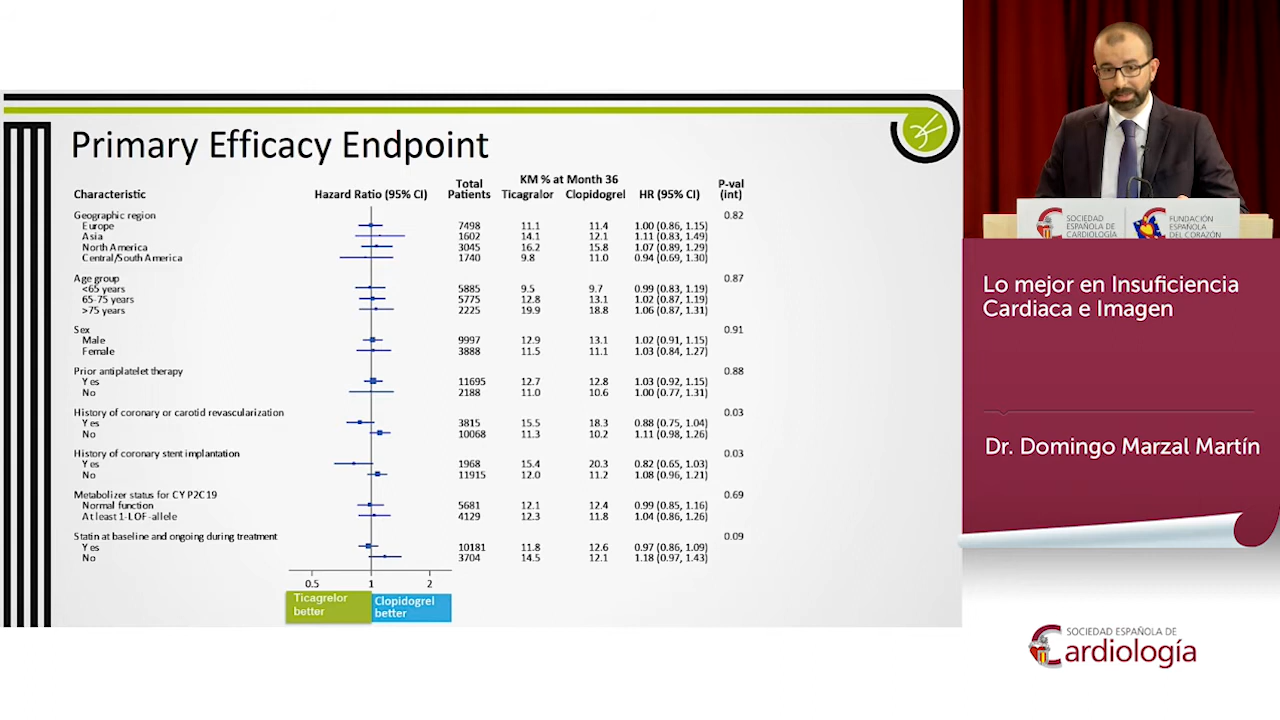 Primary Efficacy Endpoint
KM % at Month 36
Characteristic Hazard Ratio (95% CI) Total Patients Ticagralor Clopidogrel HR (95% CI) P-val (int)
Geographic region 0.82
Europe 7498 11.1 11.4 1.00 (0.86, 1.15)
Asia 1602 14.1 12.1 1.11 (0.83, 1.49)
North America 3045 16.2 15.8 1.07 (0.89, 1.29)
Central/South America 1740 9.8 11.0 0.94 (0.69, 1.30)
Age group 0.87
<65 years 5885 9.5 9.7 0.99 (0.83, 1.19)
65-75 years 5775 12.8 13.1 1.02 (0.87, 1.19)
>75 years 2225 19.9 18.8 1.06 (0.87, 1.31)
Sex 0.91
Male 9997 12.9 13.1 1.02 (0.91, 1.15)
Female 3888 11.5 11.1 1.03 (0.84, 1.27)
Prior antiplatelet therapy 0.88
Yes 11695 12.7 12.8 1.03 (0.92, 1.15)
No 2188 11.0 10.6 1.00 (0.77, 1.31)
History of coronary or carotid revascularization 0.03
Yes 3815 15.5 18.3 0.88 (0.75, 1.04)
No 10068 11.3 10.2 1.11 (0.98, 1.26)
History of coronary stent implantation 0.03
Yes 1968 15.4 20.3 0.82 (0.65, 1.03)
No 11915 12.0 11.2 1.08 (0.96, 1.21)
Metabolizer status for CYP2C19 0.69
Normal function 5681 12.1 12.4 0.99 (0.85, 1.16)
At least 1-LOF-allele 4129 12.3 11.8 1.04 (0.86, 1.26)
Statin at baseline and ongoing during treatment 0.09
Yes 10181 11.8 12.6 0.97 (0.86, 1.09)
No 3704 14.5 12.1 1.18 (0.97, 1.43)
0.5 1 2
Ticagrelor better
Clopidogrel better
SOCIEDAD
ESPAÑOLA DE
CARDIOLOGÍA
FUNDACIÓN
ESPAÑOLA
DEL CORAZÓN
Lo mejor en Insuficiencia
Cardiaca e Imagen
Dr. Domingo Marzal Martín
SOCIEDAD ESPAÑOLA DE
Cardiología